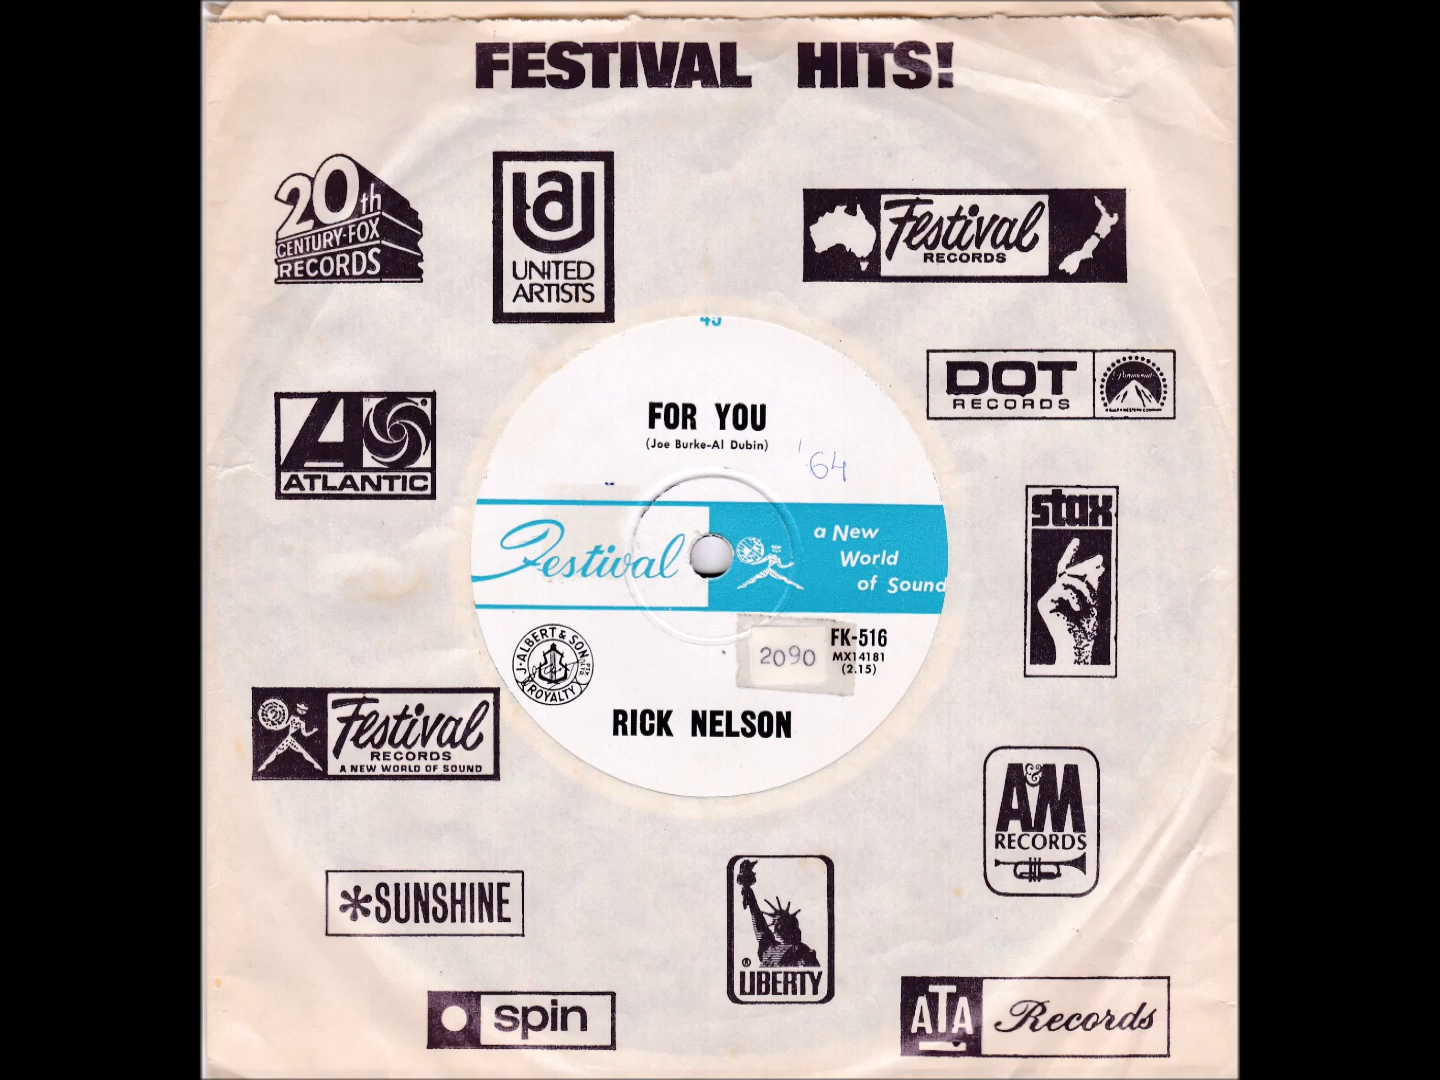 FESTIVAL HITS!
20th
CENTURY-FOX
RECORDS
UNITED
ARTISTS
Festival
RECORDS
DOT
RECORDS
Paramount
ATLANTIC
stax
45
FOR YOU
(Joe Burke-Al Dubin)
'64
Festival
a New
World
of Sound
J. ALBERT & SON
ROYALTY
2090
FK-516
MX14181
(2.15)
RICK NELSON
Festival
RECORDS
A NEW WORLD OF SOUND
A&M
RECORDS
*SUNSHINE
®
LIBERTY
spin
ATA Records